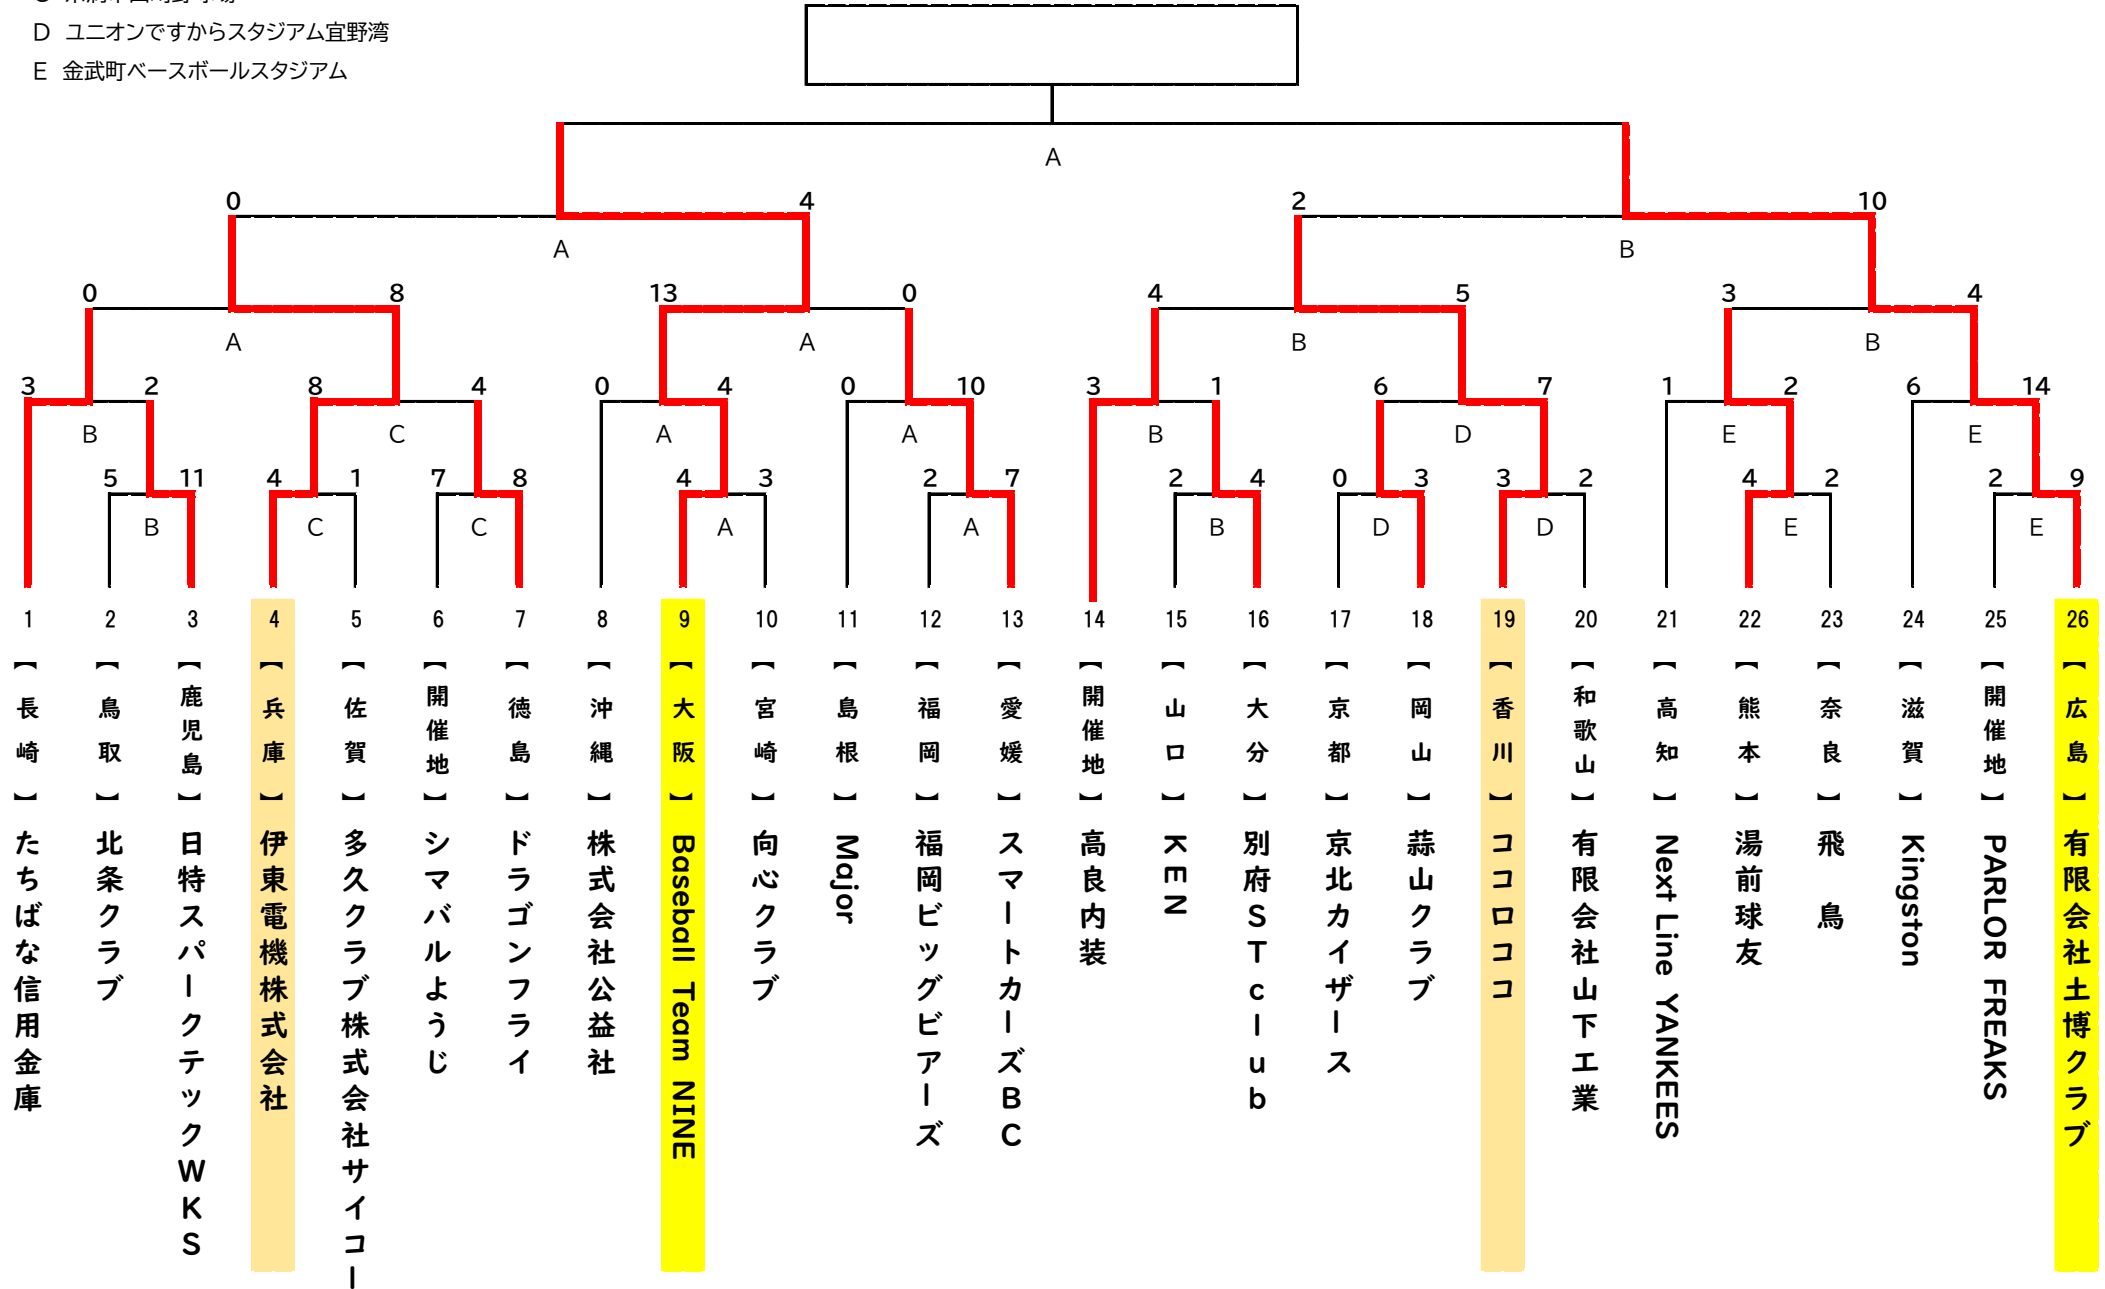 D ユニオンですからスタジアム宜野湾
E 金武町ベースボールスタジアム
A
0 4 2 10
A B
0 8 13 0 4 5 3 4
A A B B
3 2 8 4 0 4 0 10 3 1 6 7 1 2 6 14
B C A A B D E E
5 11 4 1 7 8 4 3 2 7 2 4 0 3 3 2 4 2 2 9
B C C A A B D D E E
1 【長崎】 たちばな信用金庫
2 【鳥取】 北条クラブ
3 【鹿児島】 日特スパークテックWKS
4 【兵庫】 伊東電機株式会社
5 【佐賀】 多久クラブ株式会社サイコー
6 【開催地】 シマバルようじ
7 【徳島】 ドラゴンフライ
8 【沖縄】 株式会社公益社
9 【大阪】 Baseball Team NINE
10 【宮崎】 向心クラブ
11 【島根】 Major
12 【福岡】 福岡ビッグビアーズ
13 【愛媛】 スマートカーズBC
14 【開催地】 高良内装
15 【山口】 KEN
16 【大分】 別府STclub
17 【京都】 京北カイザース
18 【岡山】 蒜山クラブ
19 【香川】 ココロココ
20 【和歌山】 有限会社山下工業
21 【高知】 Next Line YANKEES
22 【熊本】 湯前球友
23 【奈良】 飛 鳥
24 【滋賀】 Kingston
25 【開催地】 PARLOR FREAKS
26 【広島】 有限会社土博クラブ